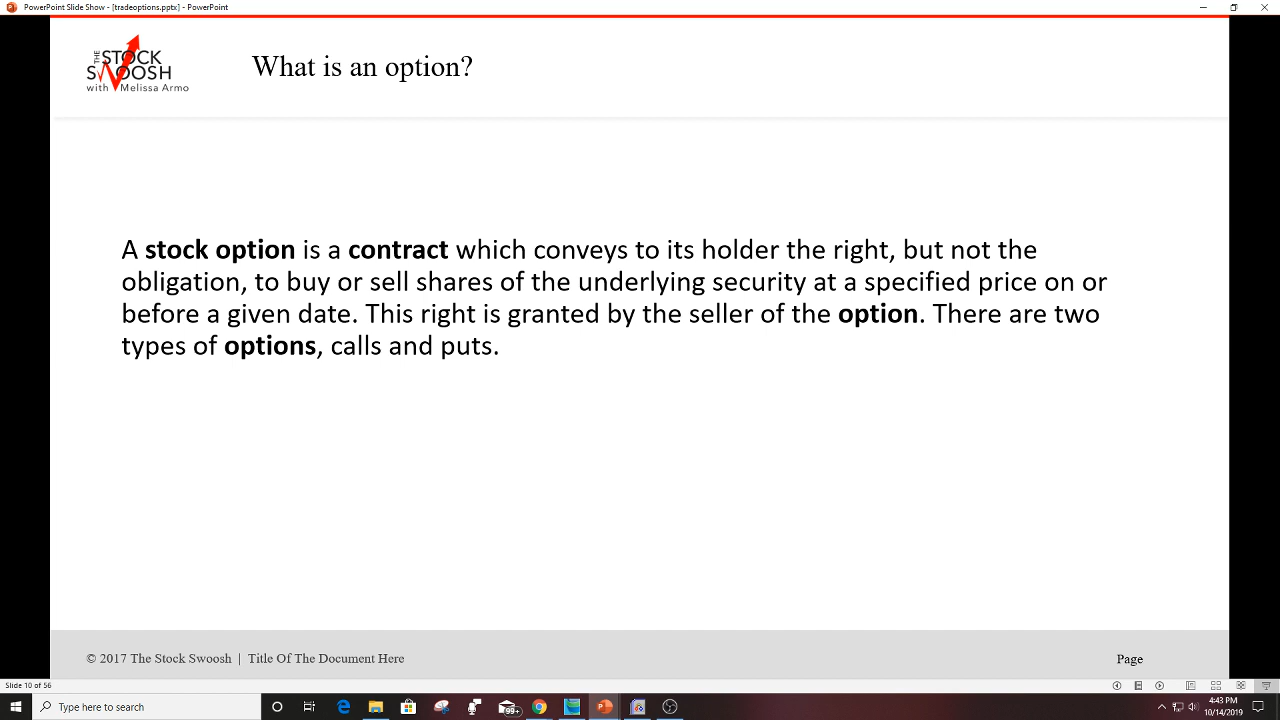 PowerPoint Slide Show - [tradeoptions.pptx] - PowerPoint
THE STOCK
SWOOSH
with Melissa Armo
What is an option?
A stock option is a contract which conveys to its holder the right, but not the
obligation, to buy or sell shares of the underlying security at a specified price on or
before a given date. This right is granted by the seller of the option. There are two
types of options, calls and puts.
© 2017 The Stock Swoosh | Title Of The Document Here
Page
Slide 10 of 56
Type here to search
99+
4:43 PM
10/14/2019